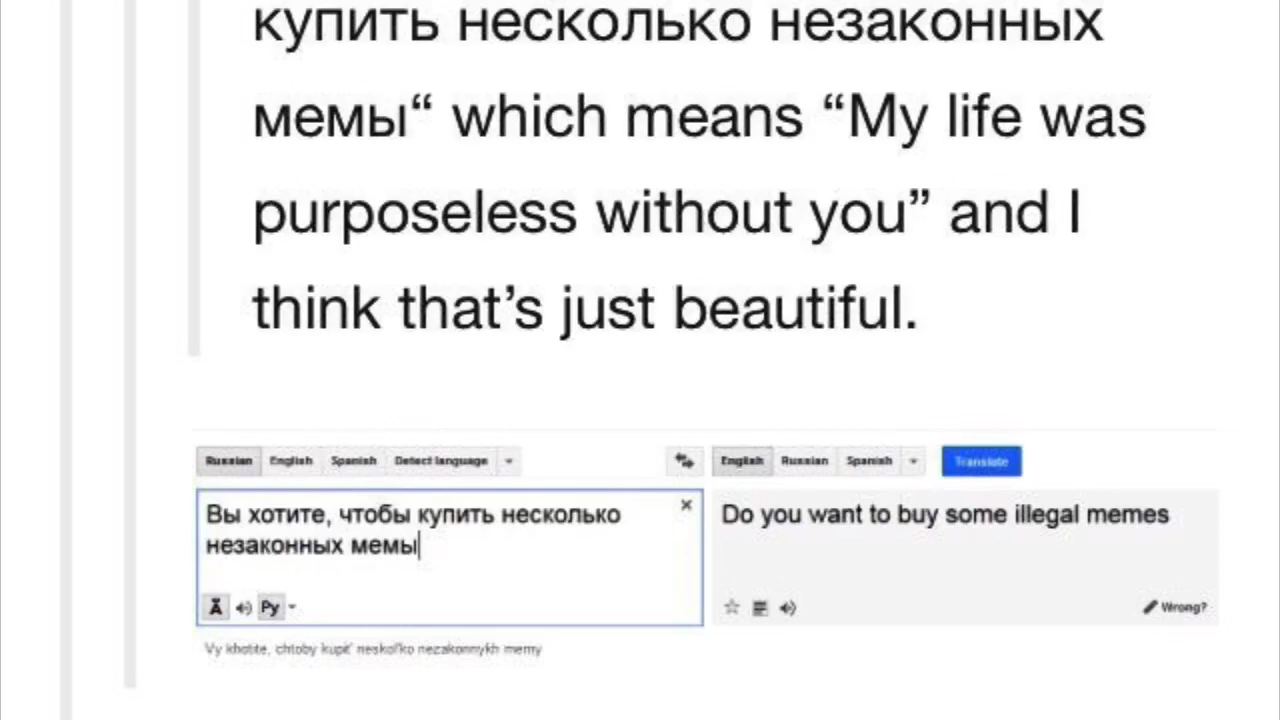 купить несколько незаконных
мемы“ which means “My life was
purposeless without you” and I
think that’s just beautiful.
Russian English Spanish Detect language
English Russian Spanish Translate
Вы хотите, чтобы купить несколько
незаконных мемы
Do you want to buy some illegal memes
Ä Ру
Wrong?
Vy khotite, chtoby kupit' neskol'ko nezakonnykh memy